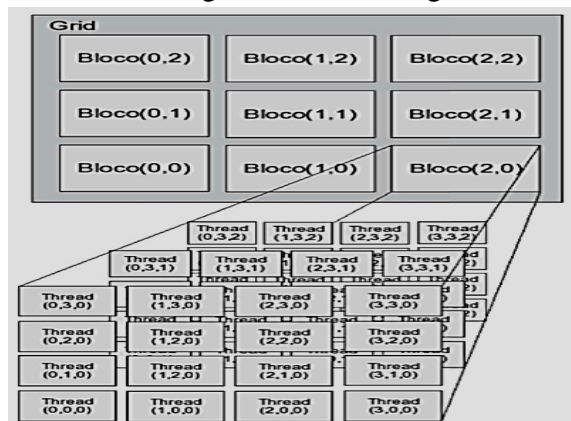 Grid
Bloco(0,2) Bloco(1,2) Bloco(2,2)
Bloco(0,1) Bloco(1,1) Bloco(2,1)
Bloco(0,0) Bloco(1,0) Bloco(2,0)
Thread Thread Thread Thread
(0,3,2) (1,3,2) (2,3,2) (3,3,2)
Thread Thread Thread Thread
(0,3,1) (1,3,1) (2,3,1) (3,3,1)
Thread Thread Thread Thread
(0,3,0) (1,3,0) (2,3,0) (3,3,0)
Thread Thread Thread Thread
(0,2,0) (1,2,0) (2,2,0) (3,2,0)
Thread Thread Thread Thread
(0,1,0) (1,2,0) (2,1,0) (3,1,0)
Thread Thread Thread Thread
(0,0,0) (1,0,0) (2,0,0) (3,0,0)